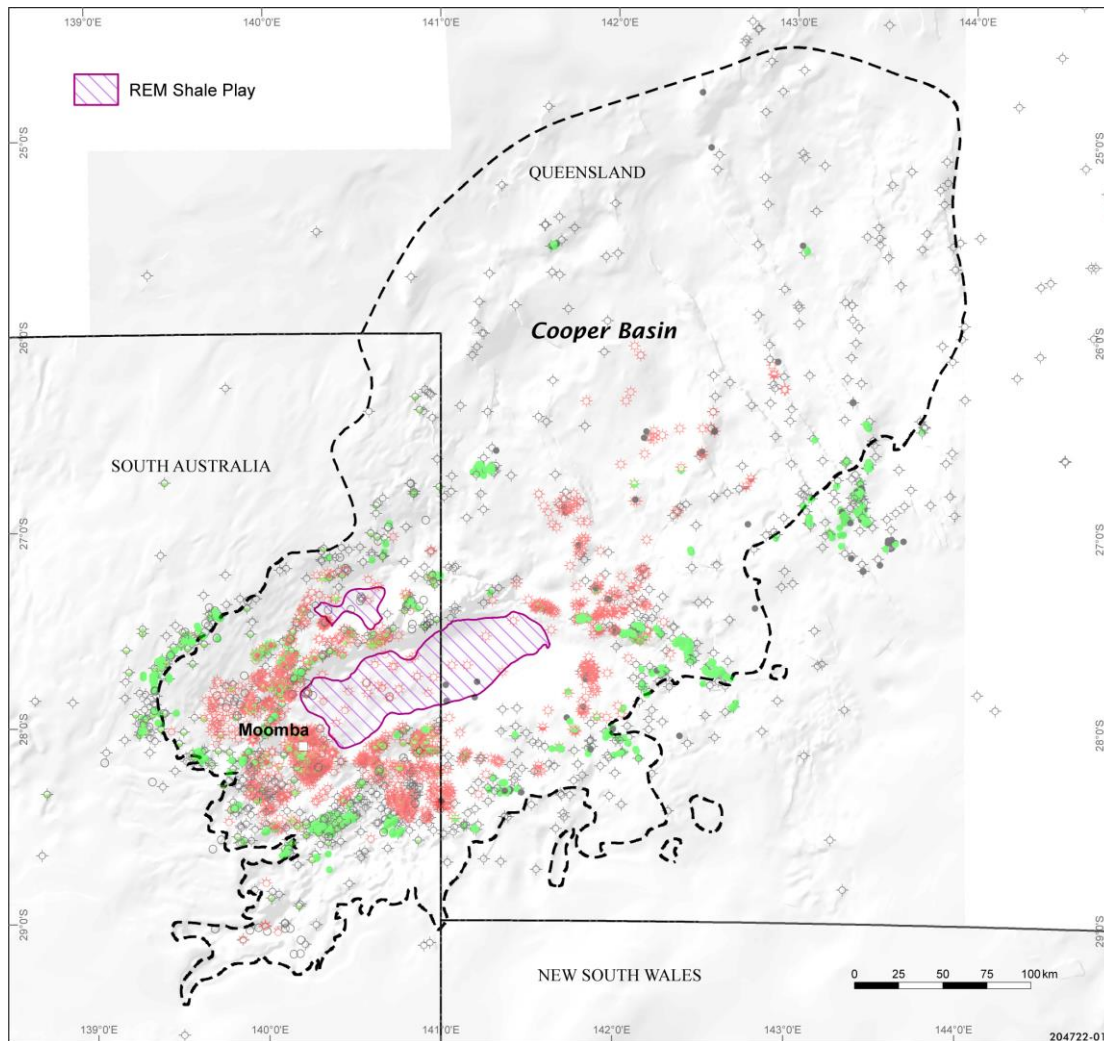 139°0'E 140°0'E 141°0'E 142°0'E 143°0'E 144°0'E
REM Shale Play
25°0'S 25°0'S
QUEENSLAND
Cooper Basin
26°0'S 26°0'S
SOUTH AUSTRALIA
27°0'S 27°0'S
Moomba
28°0'S 28°0'S
29°0'S 29°0'S
NEW SOUTH WALES
0 25 50 75 100 km
139°0'E 140°0'E 141°0'E 142°0'E 143°0'E 144°0'E
204722-01